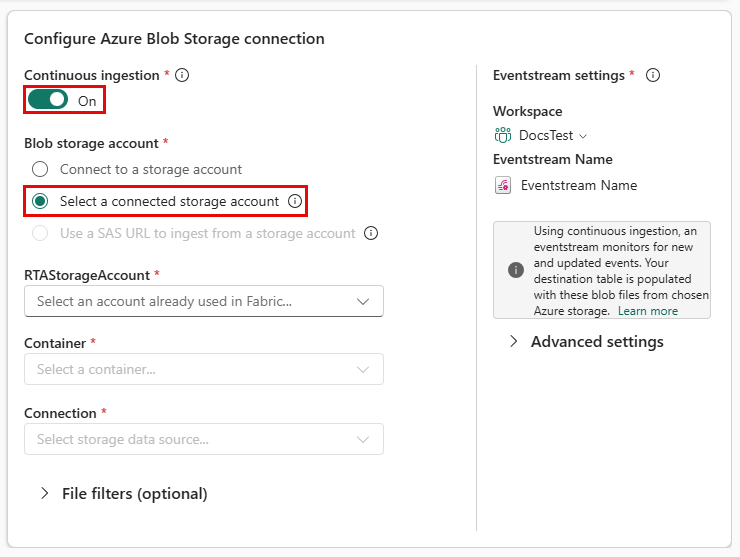 Configure Azure Blob Storage connection
Continuous ingestion *
On
Blob storage account *
Connect to a storage account
Select a connected storage account
Use a SAS URL to ingest from a storage account
RTAStorageAccount *
Select an account already used in Fabric...
Container *
Select a container...
Connection *
Select storage data source...
File filters (optional)
Eventstream settings *
Workspace
DocsTest
Eventstream Name
Eventstream Name
Using continuous ingestion, an
eventstream monitors for new
and updated events. Your
destination table is populated
with these blob files from chosen
Azure storage. Learn more
Advanced settings